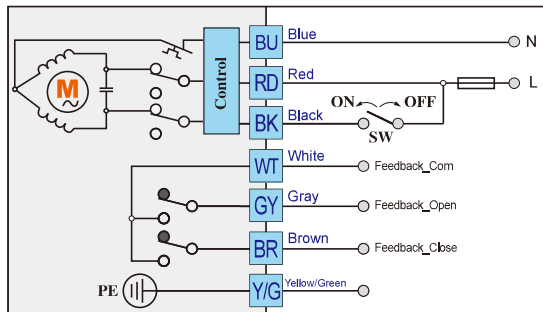 BU Blue N
M
~
Control
RD Red L
ON OFF
BK Black
SW
WT White Feedback_Com
GY Gray Feedback_Open
BR Brown Feedback_Close
PE Y/G Yellow/Green